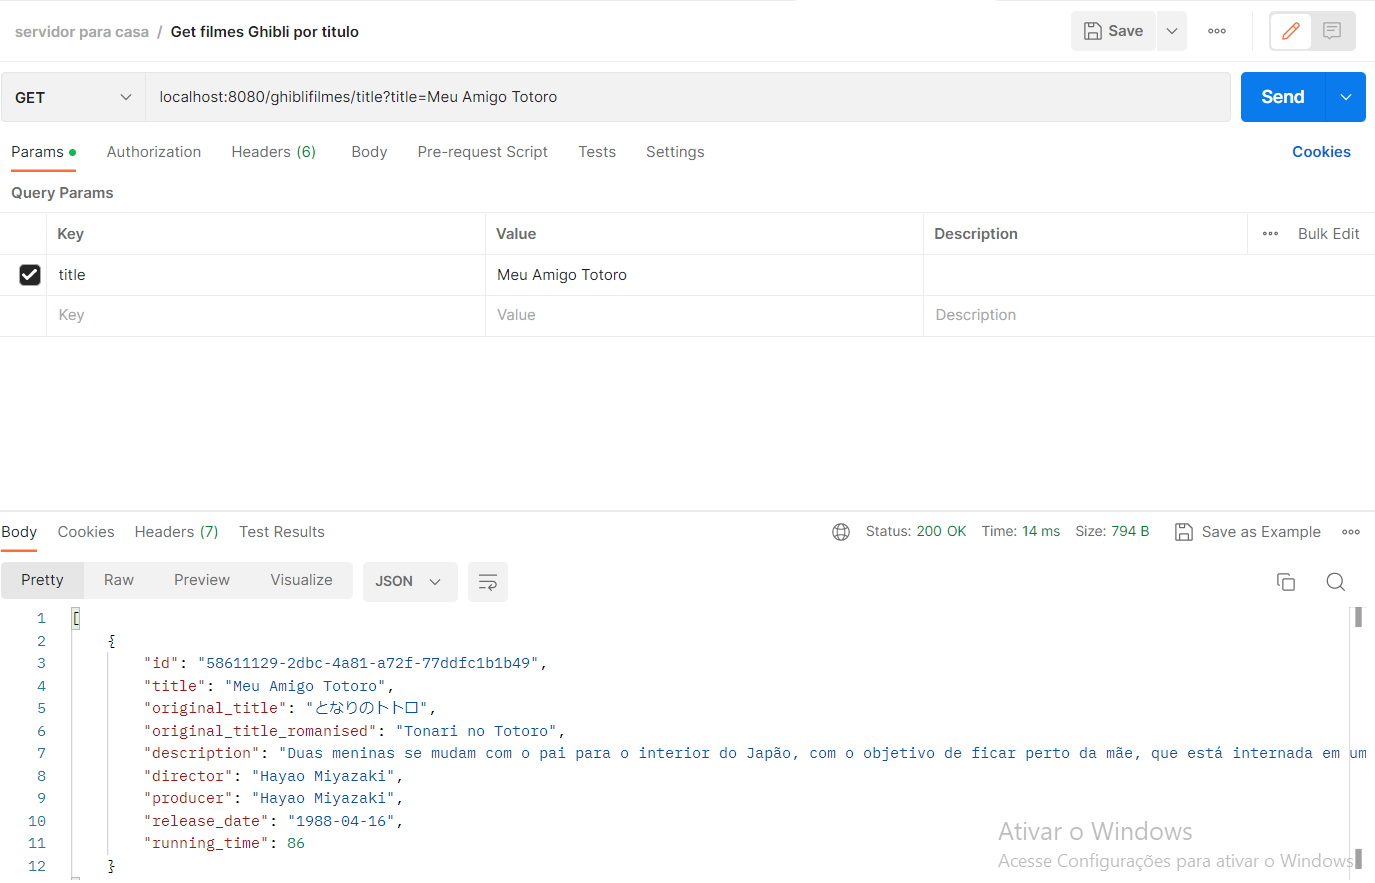 servidor para casa / Get filmes Ghibli por titulo
Save
GET
localhost:8080/ghiblifilmes/title?title=Meu Amigo Totoro
Send
Params Authorization Headers (6) Body Pre-request Script Tests Settings Cookies
Query Params
Key Value Description Bulk Edit
title Meu Amigo Totoro
Key Value Description
Body Cookies Headers (7) Test Results Status: 200 OK Time: 14 ms Size: 794 B Save as Example
Pretty Raw Preview Visualize JSON
1 [
2 {
3 "id": "58611129-2dbc-4a81-a72f-77ddfc1b1b49",
4 "title": "Meu Amigo Totoro",
5 "original_title": "となりのトトロ",
6 "original_title_romanised": "Tonari no Totoro",
7 "description": "Duas meninas se mudam com o pai para o interior do Japão, com o objetivo de ficar perto da mãe, que está internada em um
8 "director": "Hayao Miyazaki",
9 "producer": "Hayao Miyazaki",
10 "release_date": "1988-04-16",
11 "running_time": 86
12 }
Ativar o Windows
Acesse Configurações para ativar o Windows.